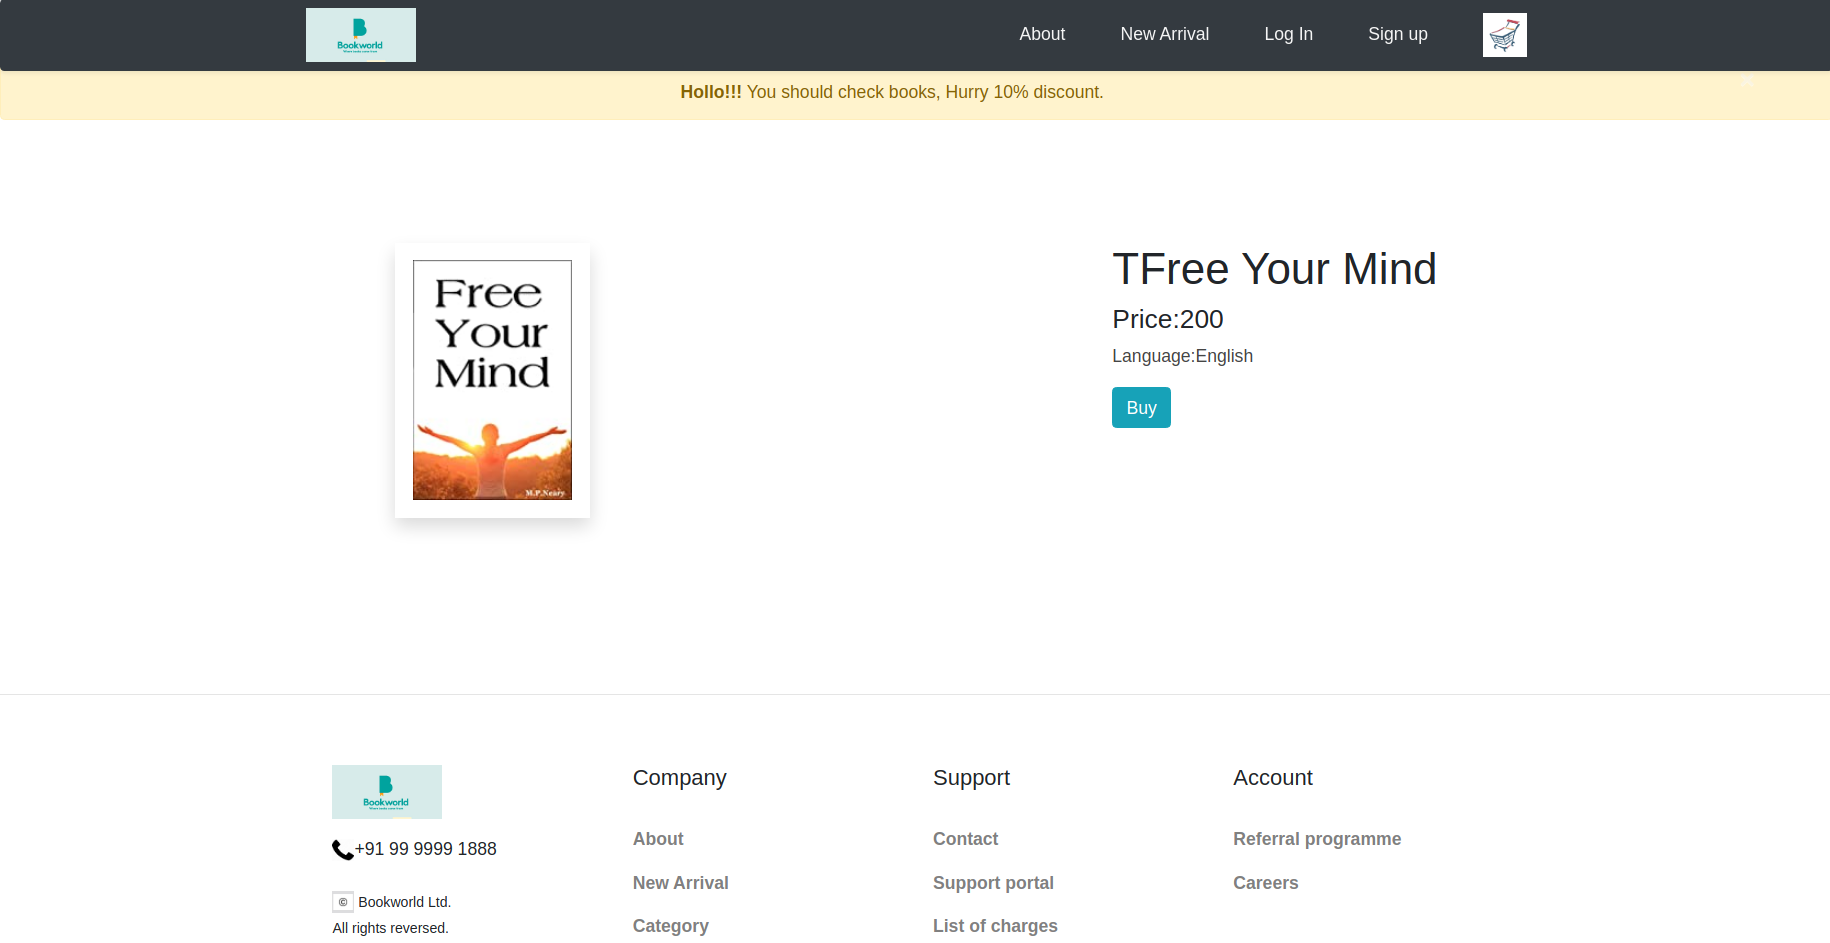 Bookworld
About
New Arrival
Log In
Sign up
Hollo!!! You should check books, Hurry 10% discount.
Free
Your
Mind
M.P.Neary
TFree Your Mind
Price:200
Language:English
Buy
Bookworld
+91 99 9999 1888
© Bookworld Ltd.
All rights reversed.
Company
About
New Arrival
Category
Support
Contact
Support portal
List of charges
Account
Referral programme
Careers